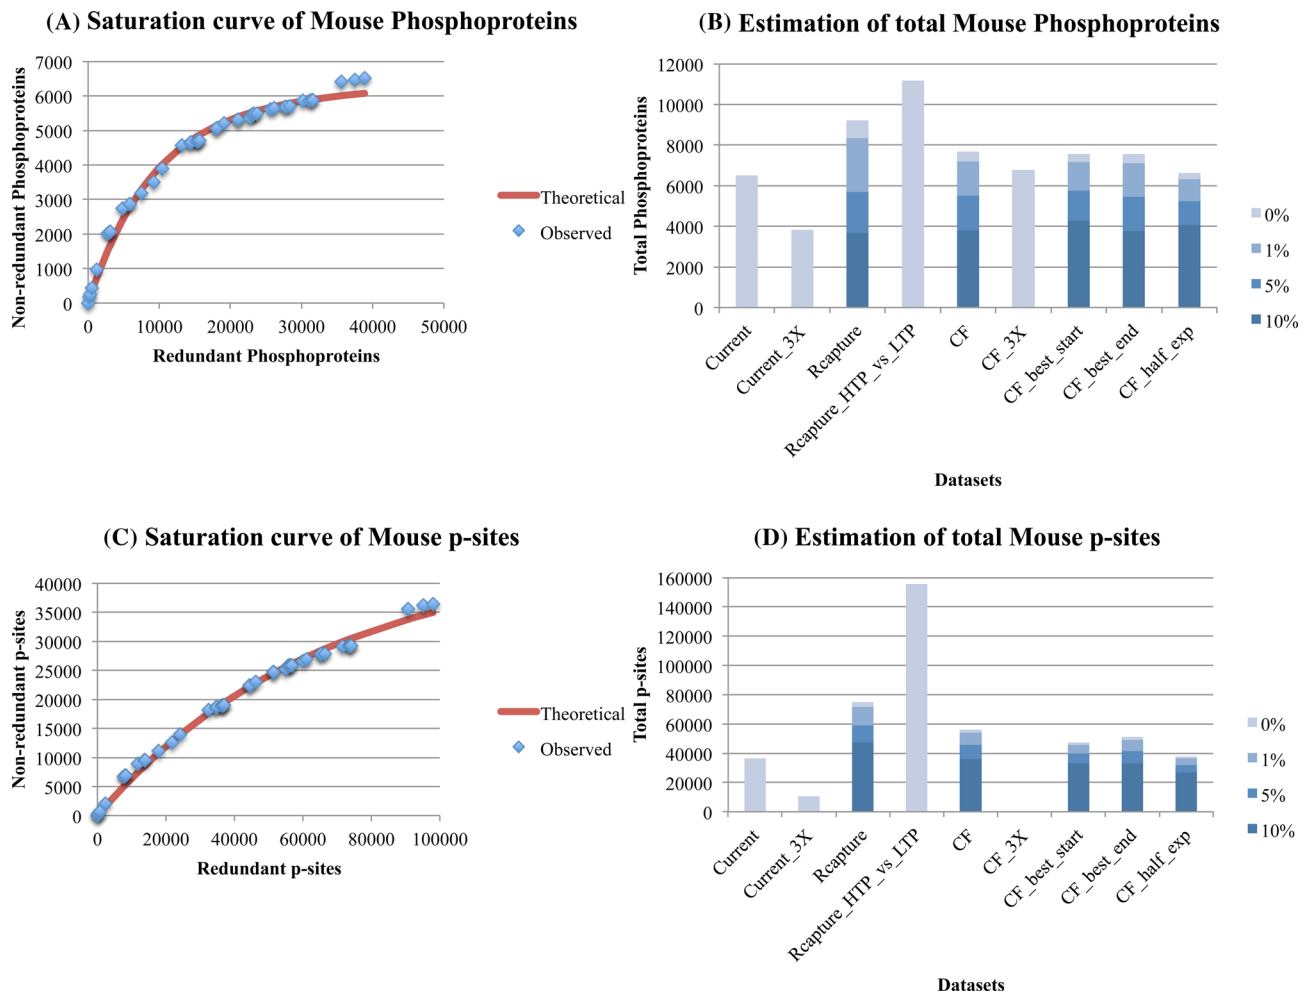 (A) Saturation curve of Mouse Phosphoproteins
Non-redundant Phosphoproteins
7000
6000
5000
4000
3000
2000
1000
0
0 10000 20000 30000 40000 50000
Redundant Phosphoproteins
Theoretical
Observed
(B) Estimation of total Mouse Phosphoproteins
Total Phosphoproteins
12000
10000
8000
6000
4000
2000
0
Current
Current_3X
Rcapture
Rcapture_HTP_vs_LTP
CF
CF_3X
CF_best_start
CF_best_end
CF_half_exp
Datasets
0%
1%
5%
10%
(C) Saturation curve of Mouse p-sites
Non-redundant p-sites
40000
35000
30000
25000
20000
15000
10000
5000
0
0 20000 40000 60000 80000 100000
Redundant p-sites
Theoretical
Observed
(D) Estimation of total Mouse p-sites
Total p-sites
160000
140000
120000
100000
80000
60000
40000
20000
0
Current
Current_3X
Rcapture
Rcapture_HTP_vs_LTP
CF
CF_3X
CF_best_start
CF_best_end
CF_half_exp
Datasets
0%
1%
5%
10%